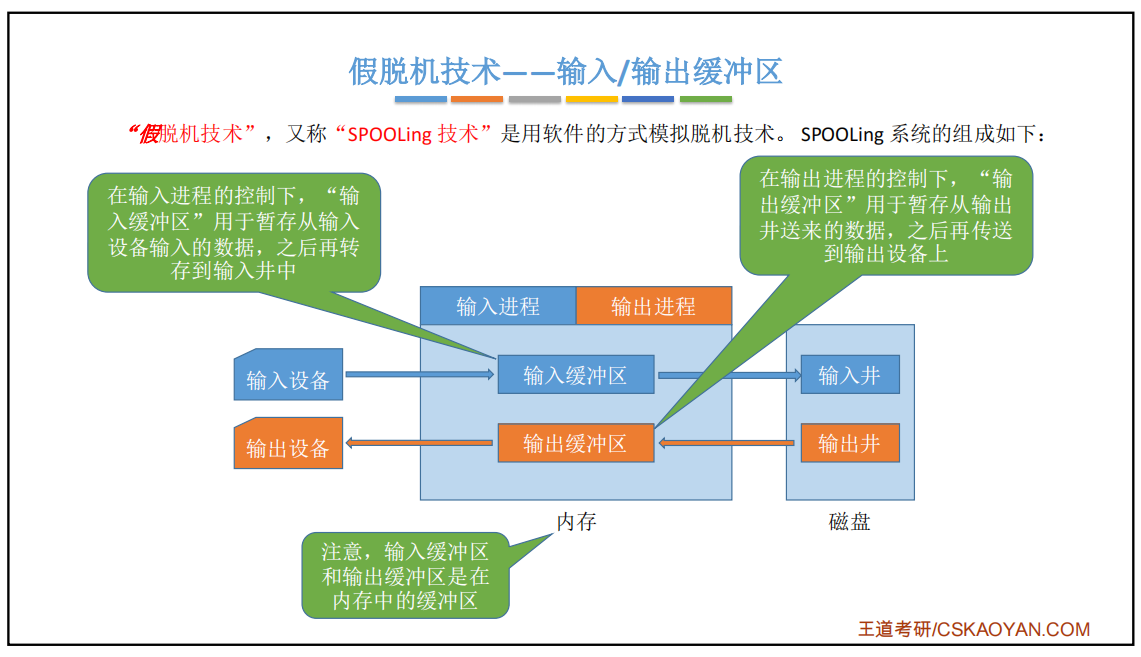 假脱机技术——输入/输出缓冲区
“假脱机技术”，又称“SPOOLing 技术”是用软件的方式模拟脱机技术。 SPOOLing 系统的组成如下：
在输入进程的控制下，“输
入缓冲区”用于暂存从输入
设备输入的数据，之后再转
存到输入井中
在输出进程的控制下，“输
出缓冲区”用于暂存从输出
井送来的数据，之后再传送
到输出设备上
输入进程
输出进程
输入设备
输入缓冲区
输入井
输出设备
输出缓冲区
输出井
内存
磁盘
注意，输入缓冲区
和输出缓冲区是在
内存中的缓冲区
王道考研/CSKAOYAN.COM